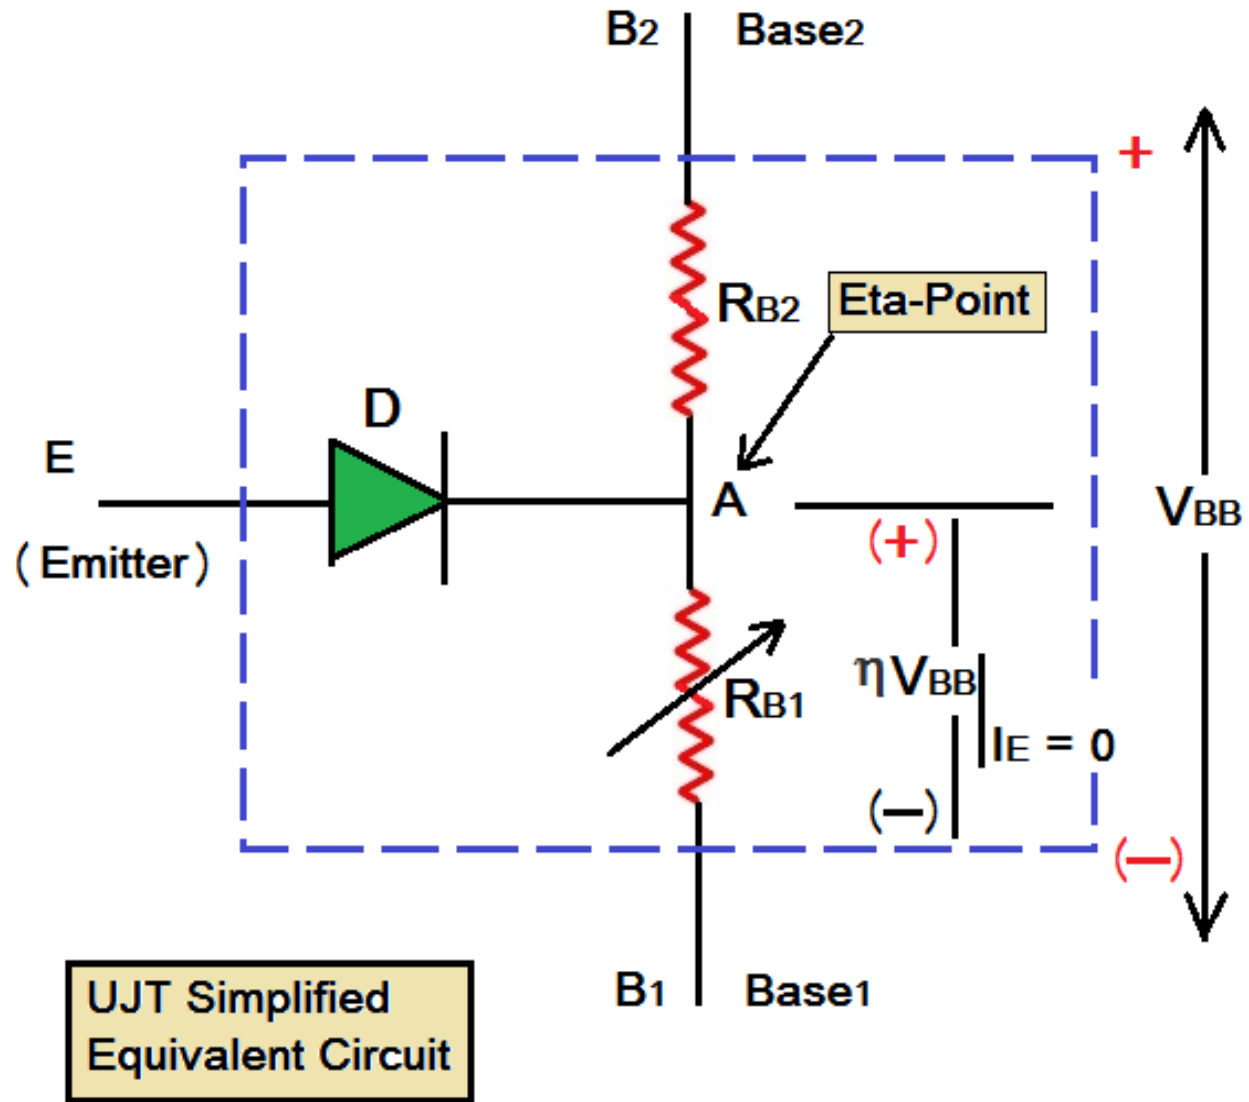 B2 Base2
+
RB2
Eta-Point
D
E
A
(+)
VBB
(Emitter)
ηVBB
RB1
IE = 0
(—)
(—)
B1 Base1
UJT Simplified
Equivalent Circuit